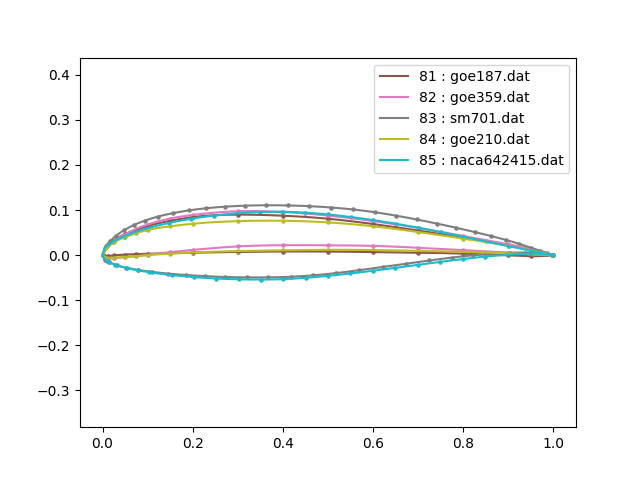 0.4
0.3
0.2
0.1
0.0
−0.1
−0.2
−0.3
0.0 0.2 0.4 0.6 0.8 1.0
81 : goe187.dat
82 : goe359.dat
83 : sm701.dat
84 : goe210.dat
85 : naca642415.dat